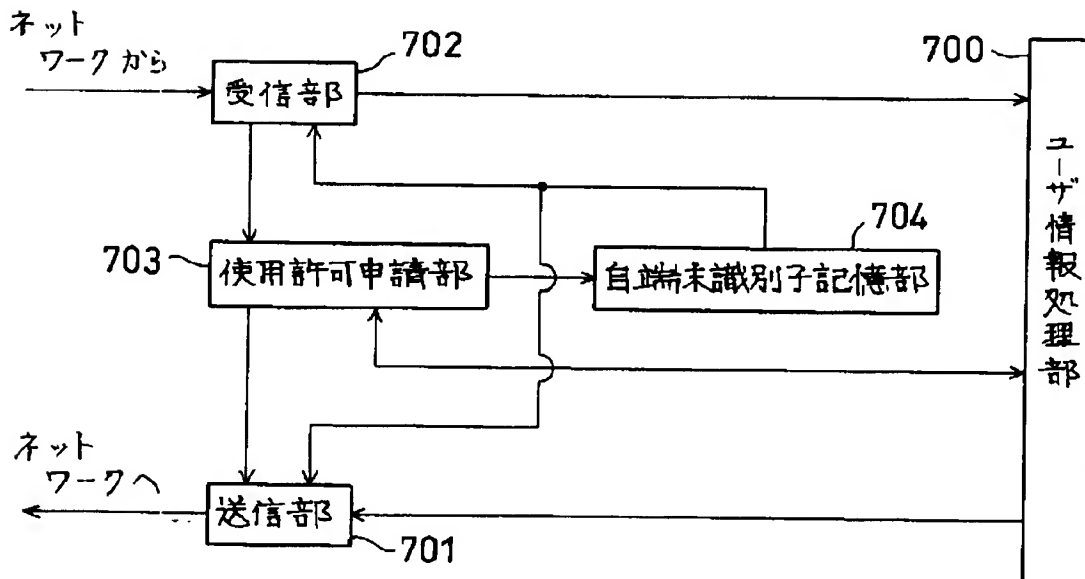 ネット
ワークから
702
受信部
700
ユーザ情報処理部
704
703
使用許可申請部
自端末識別子記憶部
ネット
ワークへ
送信部
701